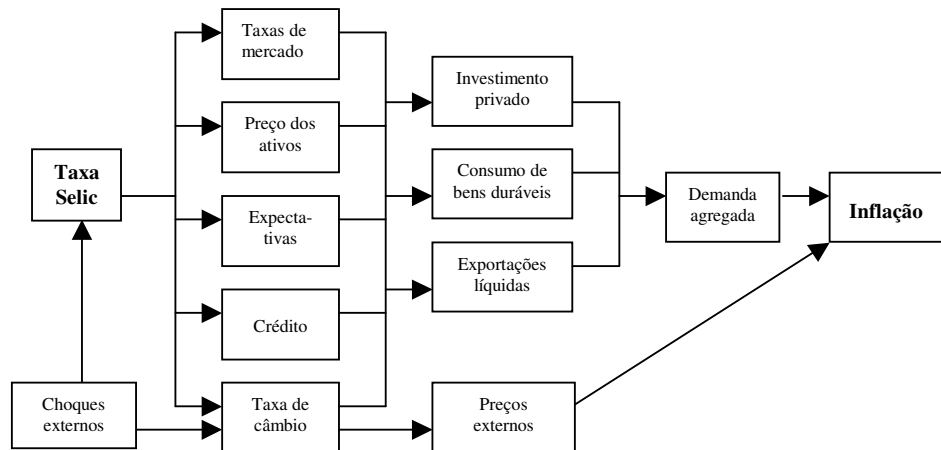 Taxas de
mercado
Investimento
privado
Preço dos
ativos
Taxa
Selic
Consumo de
bens duráveis
Demanda
agregada
Inflação
Expecta-
tivas
Exportações
líquidas
Crédito
Choques
externos
Taxa de
câmbio
Preços
externos